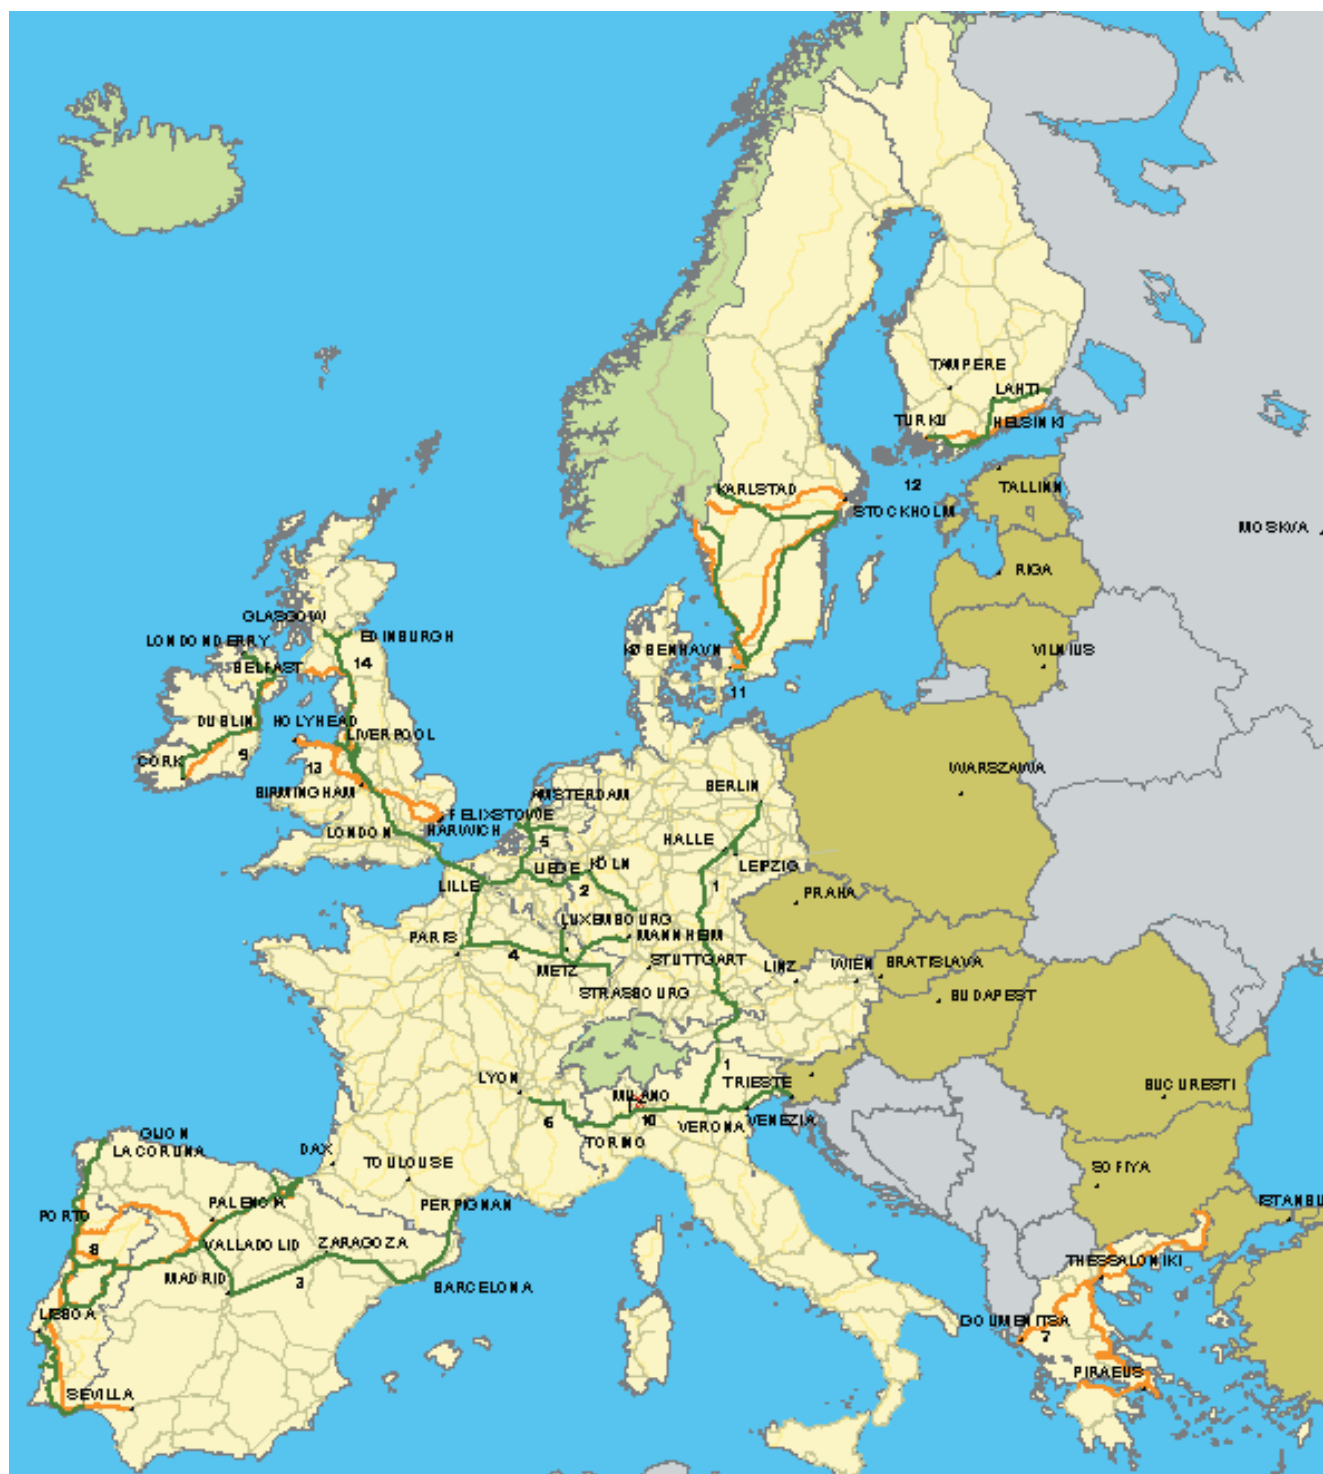 TAMPERE
LAHTI
TURKU
HELSINKI
KARLSTAD
12
TALLINN
STOCKHOLM
MOSKVA
RIGA
GLASGOW
LONDONDERRY
EDINBURGH
KØBENHAVN
VILNIUS
BELFAST
14
11
DUBLIN
HOLYHEAD
LIVERPOOL
9
CORK
13
BIRMINGHAM
AMSTERDAM
BERLIN
WARSZAWA
FELIXSTOWE
LONDON
HARWICH
5
HALLE
LIEGE
KÖLN
LEIPZIG
LILLE
2
1
PRAHA
LA
LUXEMBOURG
PARIS
MANNHEIM
4
METZ
STUTTGART
LINZ
WIEN
BRATISLAVA
STRASBOURG
BUDAPEST
LYON
1
TRIESTE
BUCURESTI
MILANO
6
10
VERONA
VENEZIA
TORINO
GIJON
LA CORUNA
DAX
TOULOUSE
SOFIYA
PALENCIA
PERPIGNAN
ISTANBU
PORTO
8
VALLADOLID
ZARAGOZA
THESSALONIKI
MADRID
3
BARCELONA
LISBOA
IGOUMENITSA
7
PIRAEUS
SEVILLA